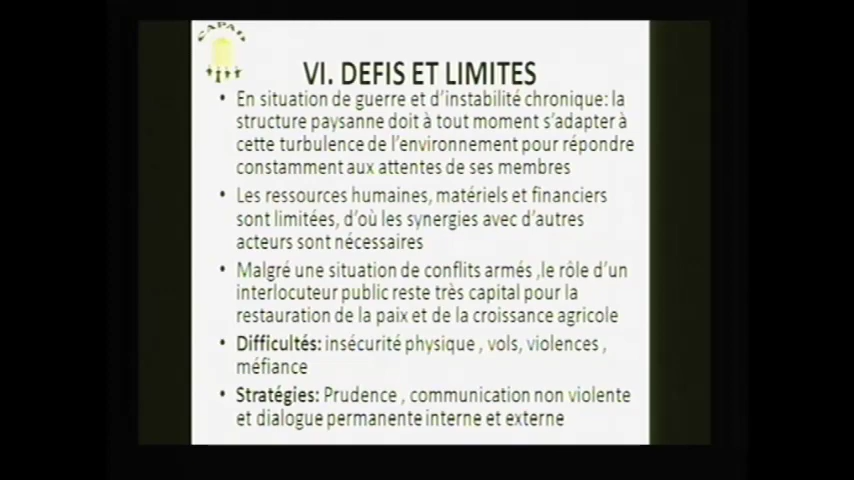 CAPAD
VI. DEFIS ET LIMITES
• En situation de guerre et d'instabilité chronique: la
structure paysanne doit à tout moment s'adapter à
cette turbulence de l'environnement pour répondre
constamment aux attentes de ses membres
• Les ressources humaines, matériels et financiers
sont limitées, d'où les synergies avec d'autres
acteurs sont nécessaires
• Malgré une situation de conflits armés ,le rôle d'un
interlocuteur public reste très capital pour la
restauration de la paix et de la croissance agricole
• Difficultés: insécurité physique , vols, violences ,
méfiance
• Stratégies: Prudence , communication non violente
et dialogue permanente interne et externe